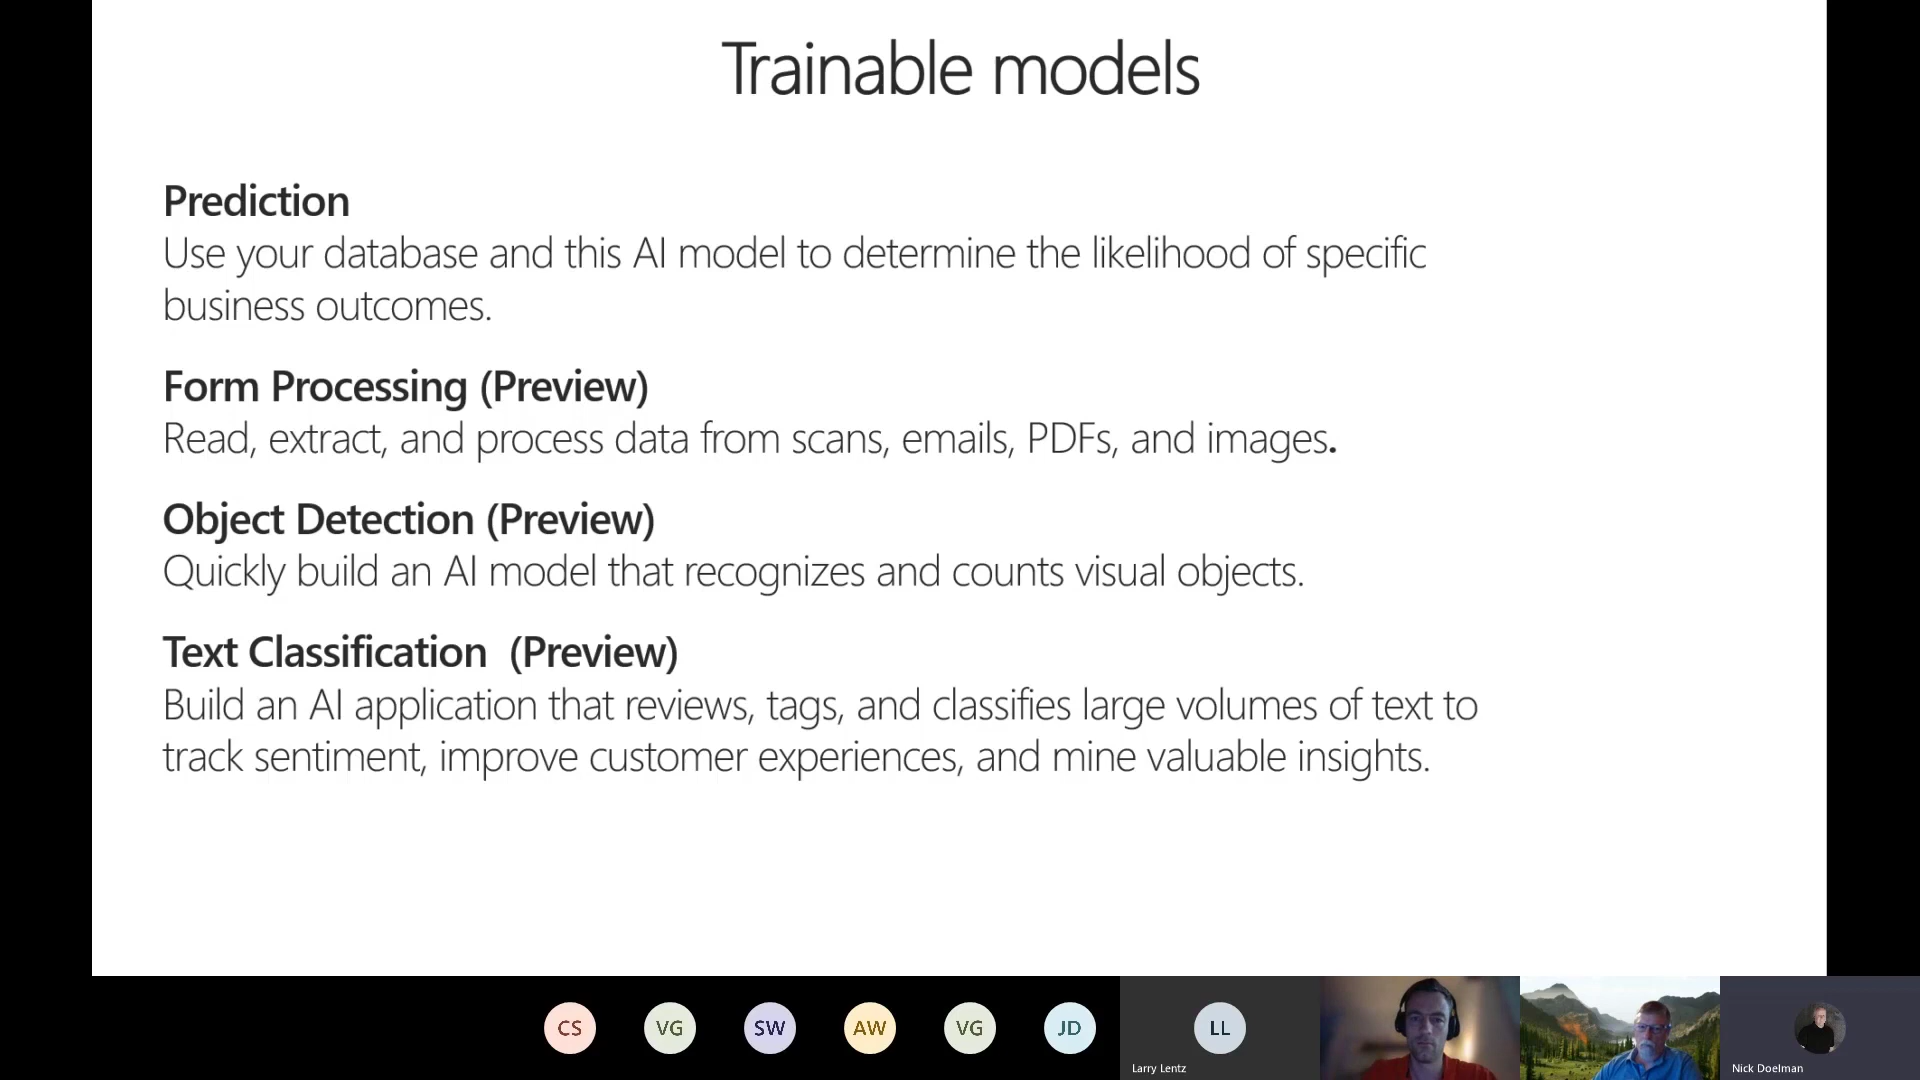 Trainable models
Prediction
Use your database and this AI model to determine the likelihood of specific
business outcomes.
Form Processing (Preview)
Read, extract, and process data from scans, emails, PDFs, and images.
Object Detection (Preview)
Quickly build an AI model that recognizes and counts visual objects.
Text Classification  (Preview)
Build an AI application that reviews, tags, and classifies large volumes of text to
track sentiment, improve customer experiences, and mine valuable insights.
CS VG SW AW VG JD LL
Larry Lentz
Nick Doelman